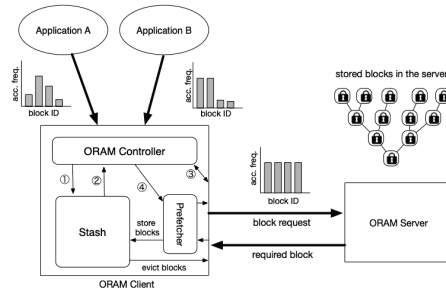 Application A
Application B
acc. freq.
block ID
acc. freq.
block ID
stored blocks in the server
ORAM Controller
①
②
④
③
Stash
store
blocks
Prefetcher
evict blocks
ORAM Client
acc. freq.
block ID
block request
required block
ORAM Server